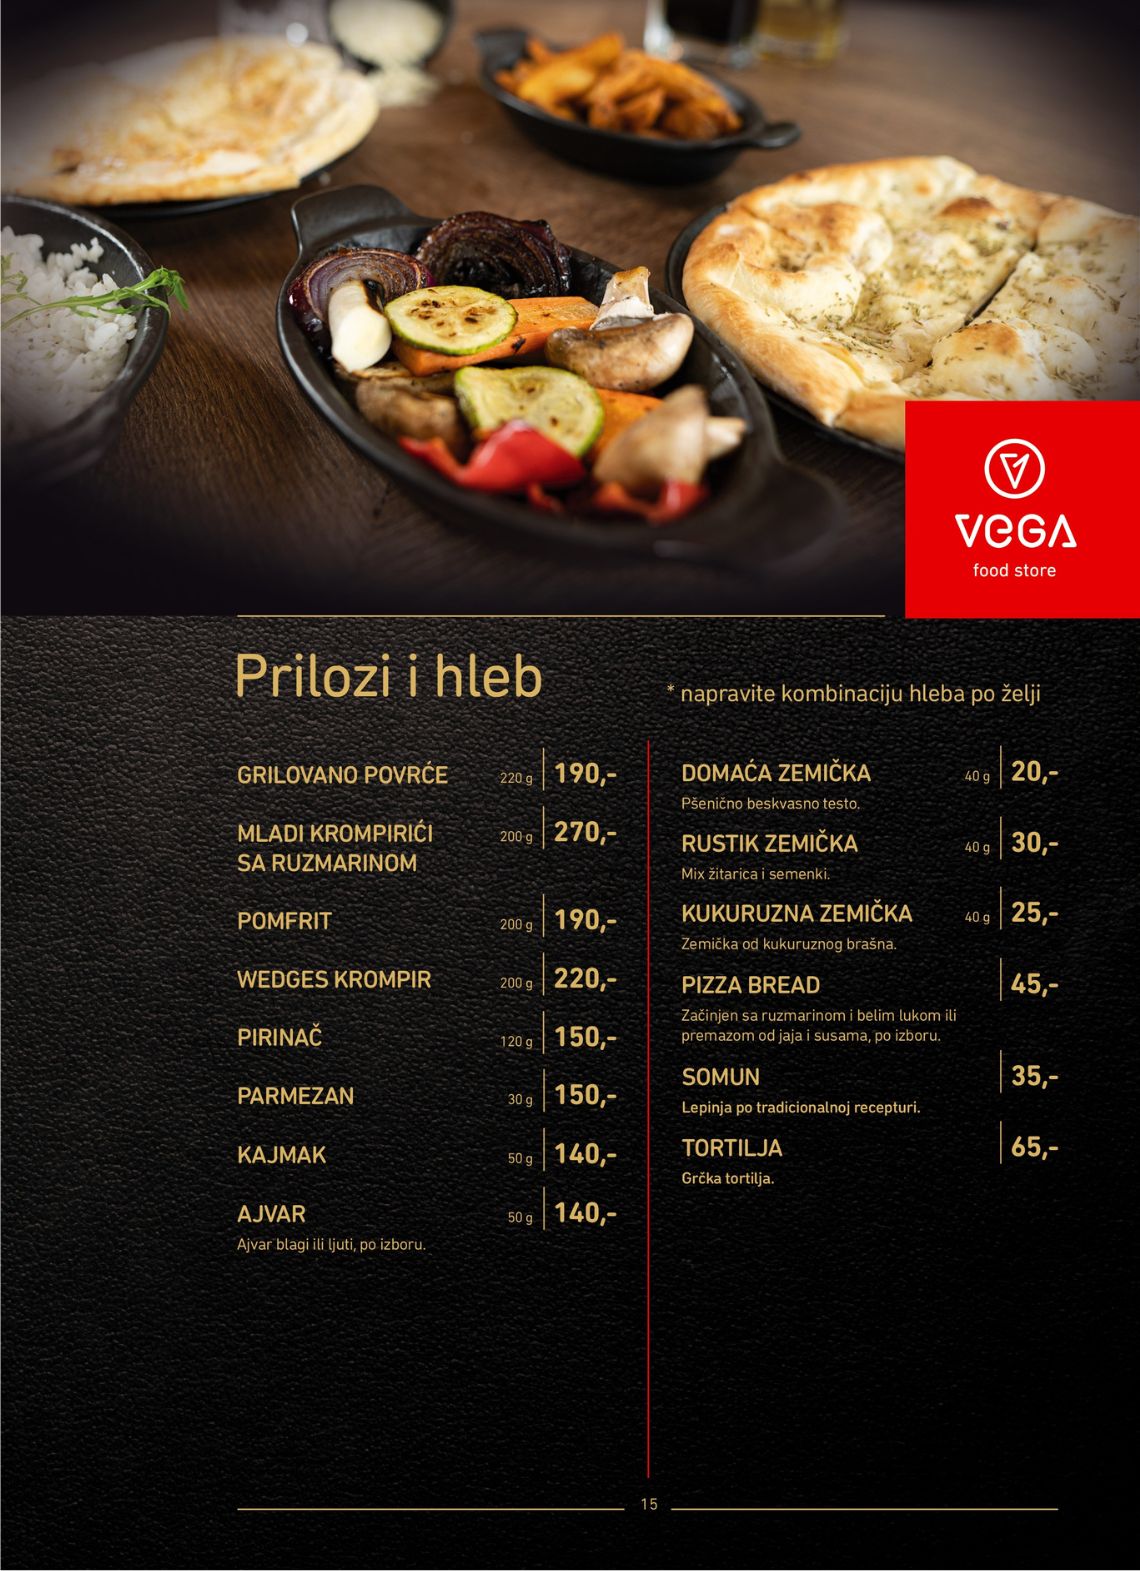 VEGA
food store
Prilozi i hleb
* napravite kombinaciju hleba po želji
GRILOVANO POVRĆE 220 g 190,-
MLADI KROMPIRIĆI 200 g 270,-
SA RUZMARINOM
POMFRIT 200 g 190,-
WEDGES KROMPIR 200 g 220,-
PIRINAČ 120 g 150,-
PARMEZAN 30 g 150,-
KAJMAK 50 g 140,-
AJVAR 50 g 140,-
Ajvar blagi ili ljuti, po izboru.
DOMAĆA ZEMIČKA 40 g 20,-
Pšenično beskvasno testo.
RUSTIK ZEMIČKA 40 g 30,-
Mix žitarica i semenki.
KUKURUZNA ZEMIČKA 40 g 25,-
Zemička od kukuruznog brašna.
PIZZA BREAD 45,-
Začinjen sa ruzmarinom i belim lukom ili
premazom od jaja i susama, po izboru.
SOMUN 35,-
Lepinja po tradicionalnoj recepturi.
TORTILJA 65,-
Grčka tortilja.
15